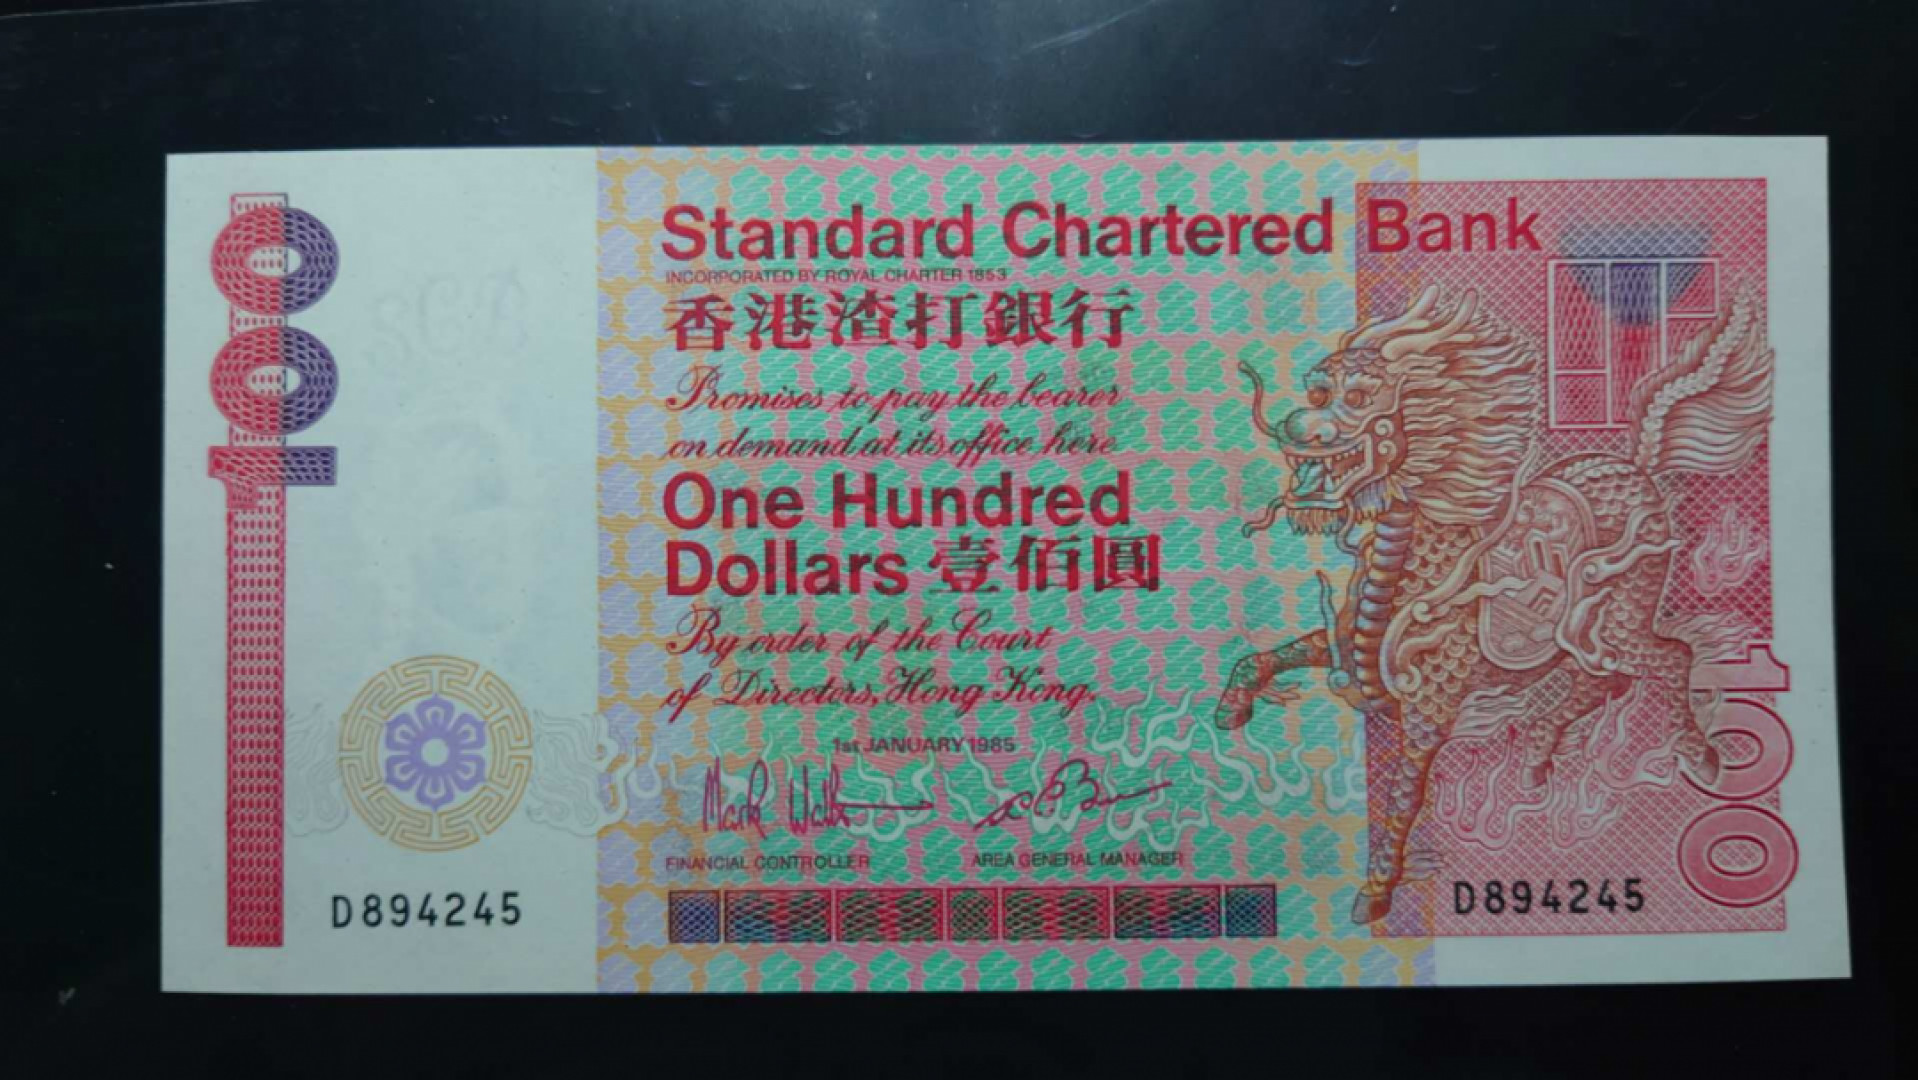 100
Standard Chartered Bank
INCORPORATED BY ROYAL CHARTER 1853
香港渣打銀行
Promises to pay the bearer
on demand at its office here
One Hundred
Dollars 壹佰圓
By order of the Court
of Directors, Hong Kong.
1st JANUARY 1985
Mark
FINANCIAL CONTROLLER
AREA GENERAL MANAGER
D894245
D894245
100